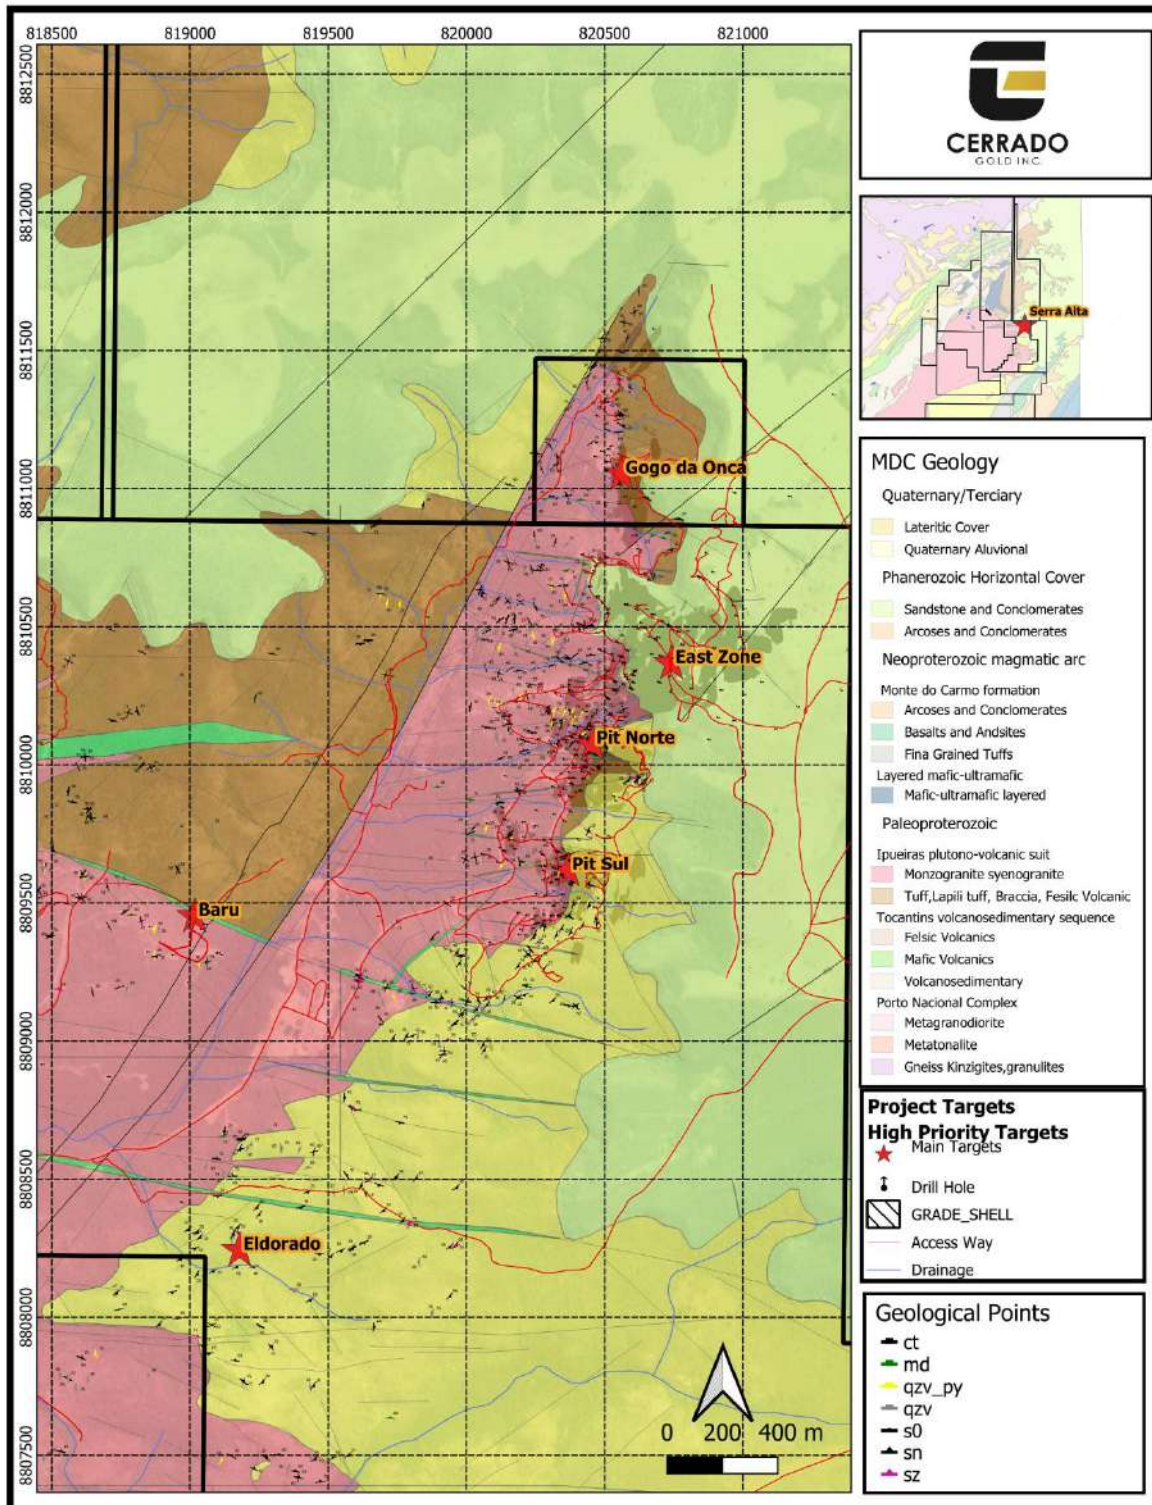 818500 819000 819500 820000 820500 821000
8812500
8812000
8811500
8811000
8810500
8810000
8809500
8809000
8808500
8808000
8807500
Gogo da Onca
East Zone
Pit Norte
Pit Sul
Baru
Eldorado
0 200 400 m
CERRADO
GOLD INC.
Serra Alta
MDC Geology
Quaternary/Terciary
Lateritic Cover
Quaternary Aluvional
Phanerozoic Horizontal Cover
Sandstone and Conclomerates
Arcoses and Conclomerates
Neoproterozoic magmatic arc
Monte do Carmo formation
Arcoses and Conclomerates
Basalts and Andsites
Fina Grained Tuffs
Layered mafic-ultramafic
Mafic-ultramafic layered
Paleoproterozoic
Ipueiras plutono-volcanic suit
Monzogranite syenogranite
Tuff,Lapili tuff, Braccia, Fesilc Volcanic
Tocantins volcanosedimentary sequence
Felsic Volcanics
Mafic Volcanics
Volcanosedimentary
Porto Nacional Complex
Metagranodiorite
Metatonalite
Gneiss Kinzigites,granulites
Project Targets
High Priority Targets
Main Targets
Drill Hole
GRADE_SHELL
Access Way
Drainage
Geological Points
ct
md
qzv_py
qzv
s0
sn
sz